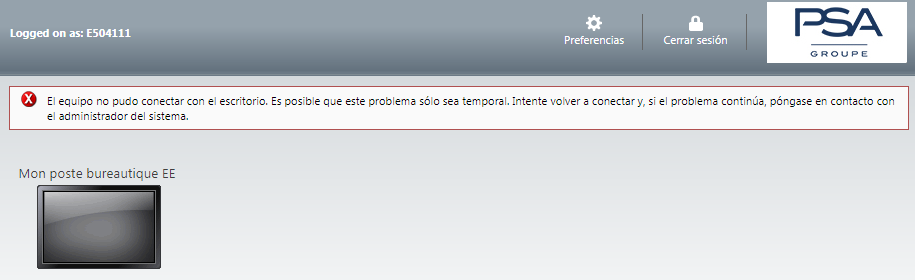 Logged on as: E504111
Preferencias
Cerrar sesión
PSA
GROUPE
El equipo no pudo conectar con el escritorio. Es posible que este problema sólo sea temporal. Intente volver a conectar y, si el problema continúa, póngase en contacto con
el administrador del sistema.
Mon poste bureautique EE